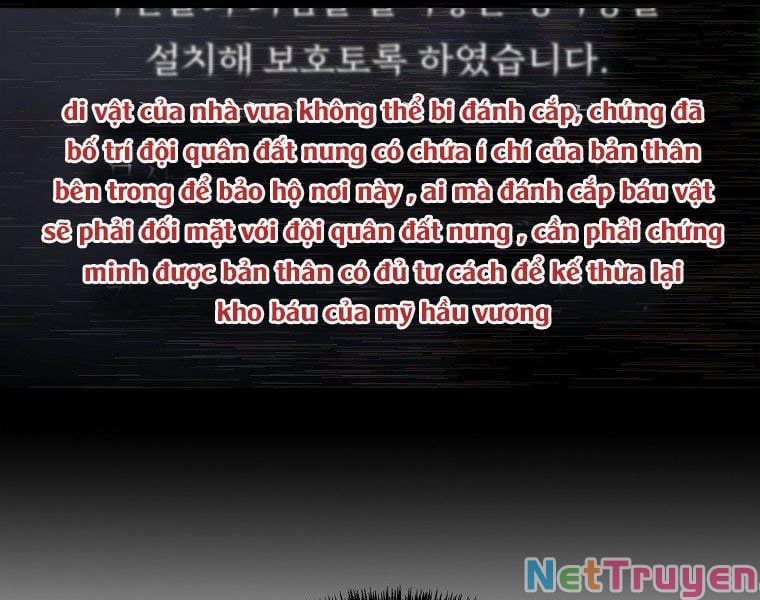 설치해 보호토록 하였습니다.
di vật của nhà vua không thể bi đánh cắp, chúng đã
bố trí đội quân đất nung có chứa í chí của bản thân
bên trong để bảo hộ nơi này , ai mà đánh cắp báu vật
sẽ phải đối mặt với đội quân đất nung , cần phải chứng
minh được bản thân có đủ tư cách để kế thừa lại
kho báu của mỹ hầu vương
NetTruyen